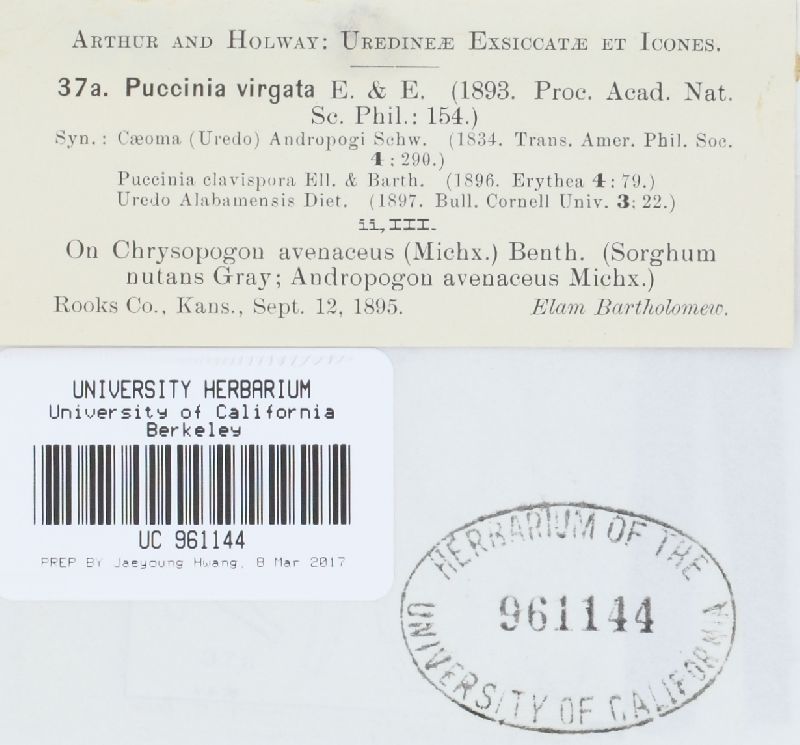 ARTHUR AND HOLWAY: UREDINEÆ EXSICCATÆ ET ICONES.
37a. Puccinia virgata E. & E. (1893. Proc. Acad. Nat.
Sc. Phil.: 154.)
Syn.: Cæoma (Uredo) Andropogi Schw. (1834. Trans. Amer. Phil. Soc.
4: 290.)
Puccinia clavispora Ell. & Barth. (1896. Erythea 4: 79.)
Uredo Alabamensis Diet. (1897. Bull. Cornell Univ. 3: 22.)
ii,III.
On Chrysopogon avenaceus (Michx.) Benth. (Sorghum
nutans Gray; Andropogon avenaceus Michx.)
Rooks Co., Kans., Sept. 12, 1895. Elam Bartholomew.
UNIVERSITY HERBARIUM
University of California
Berkeley
UC 961144
PREP BY Jaeyoung Hwang, 8 Mar 2017
HERBARIUM OF THE
961144
UNIVERSITY OF CALIFORNIA